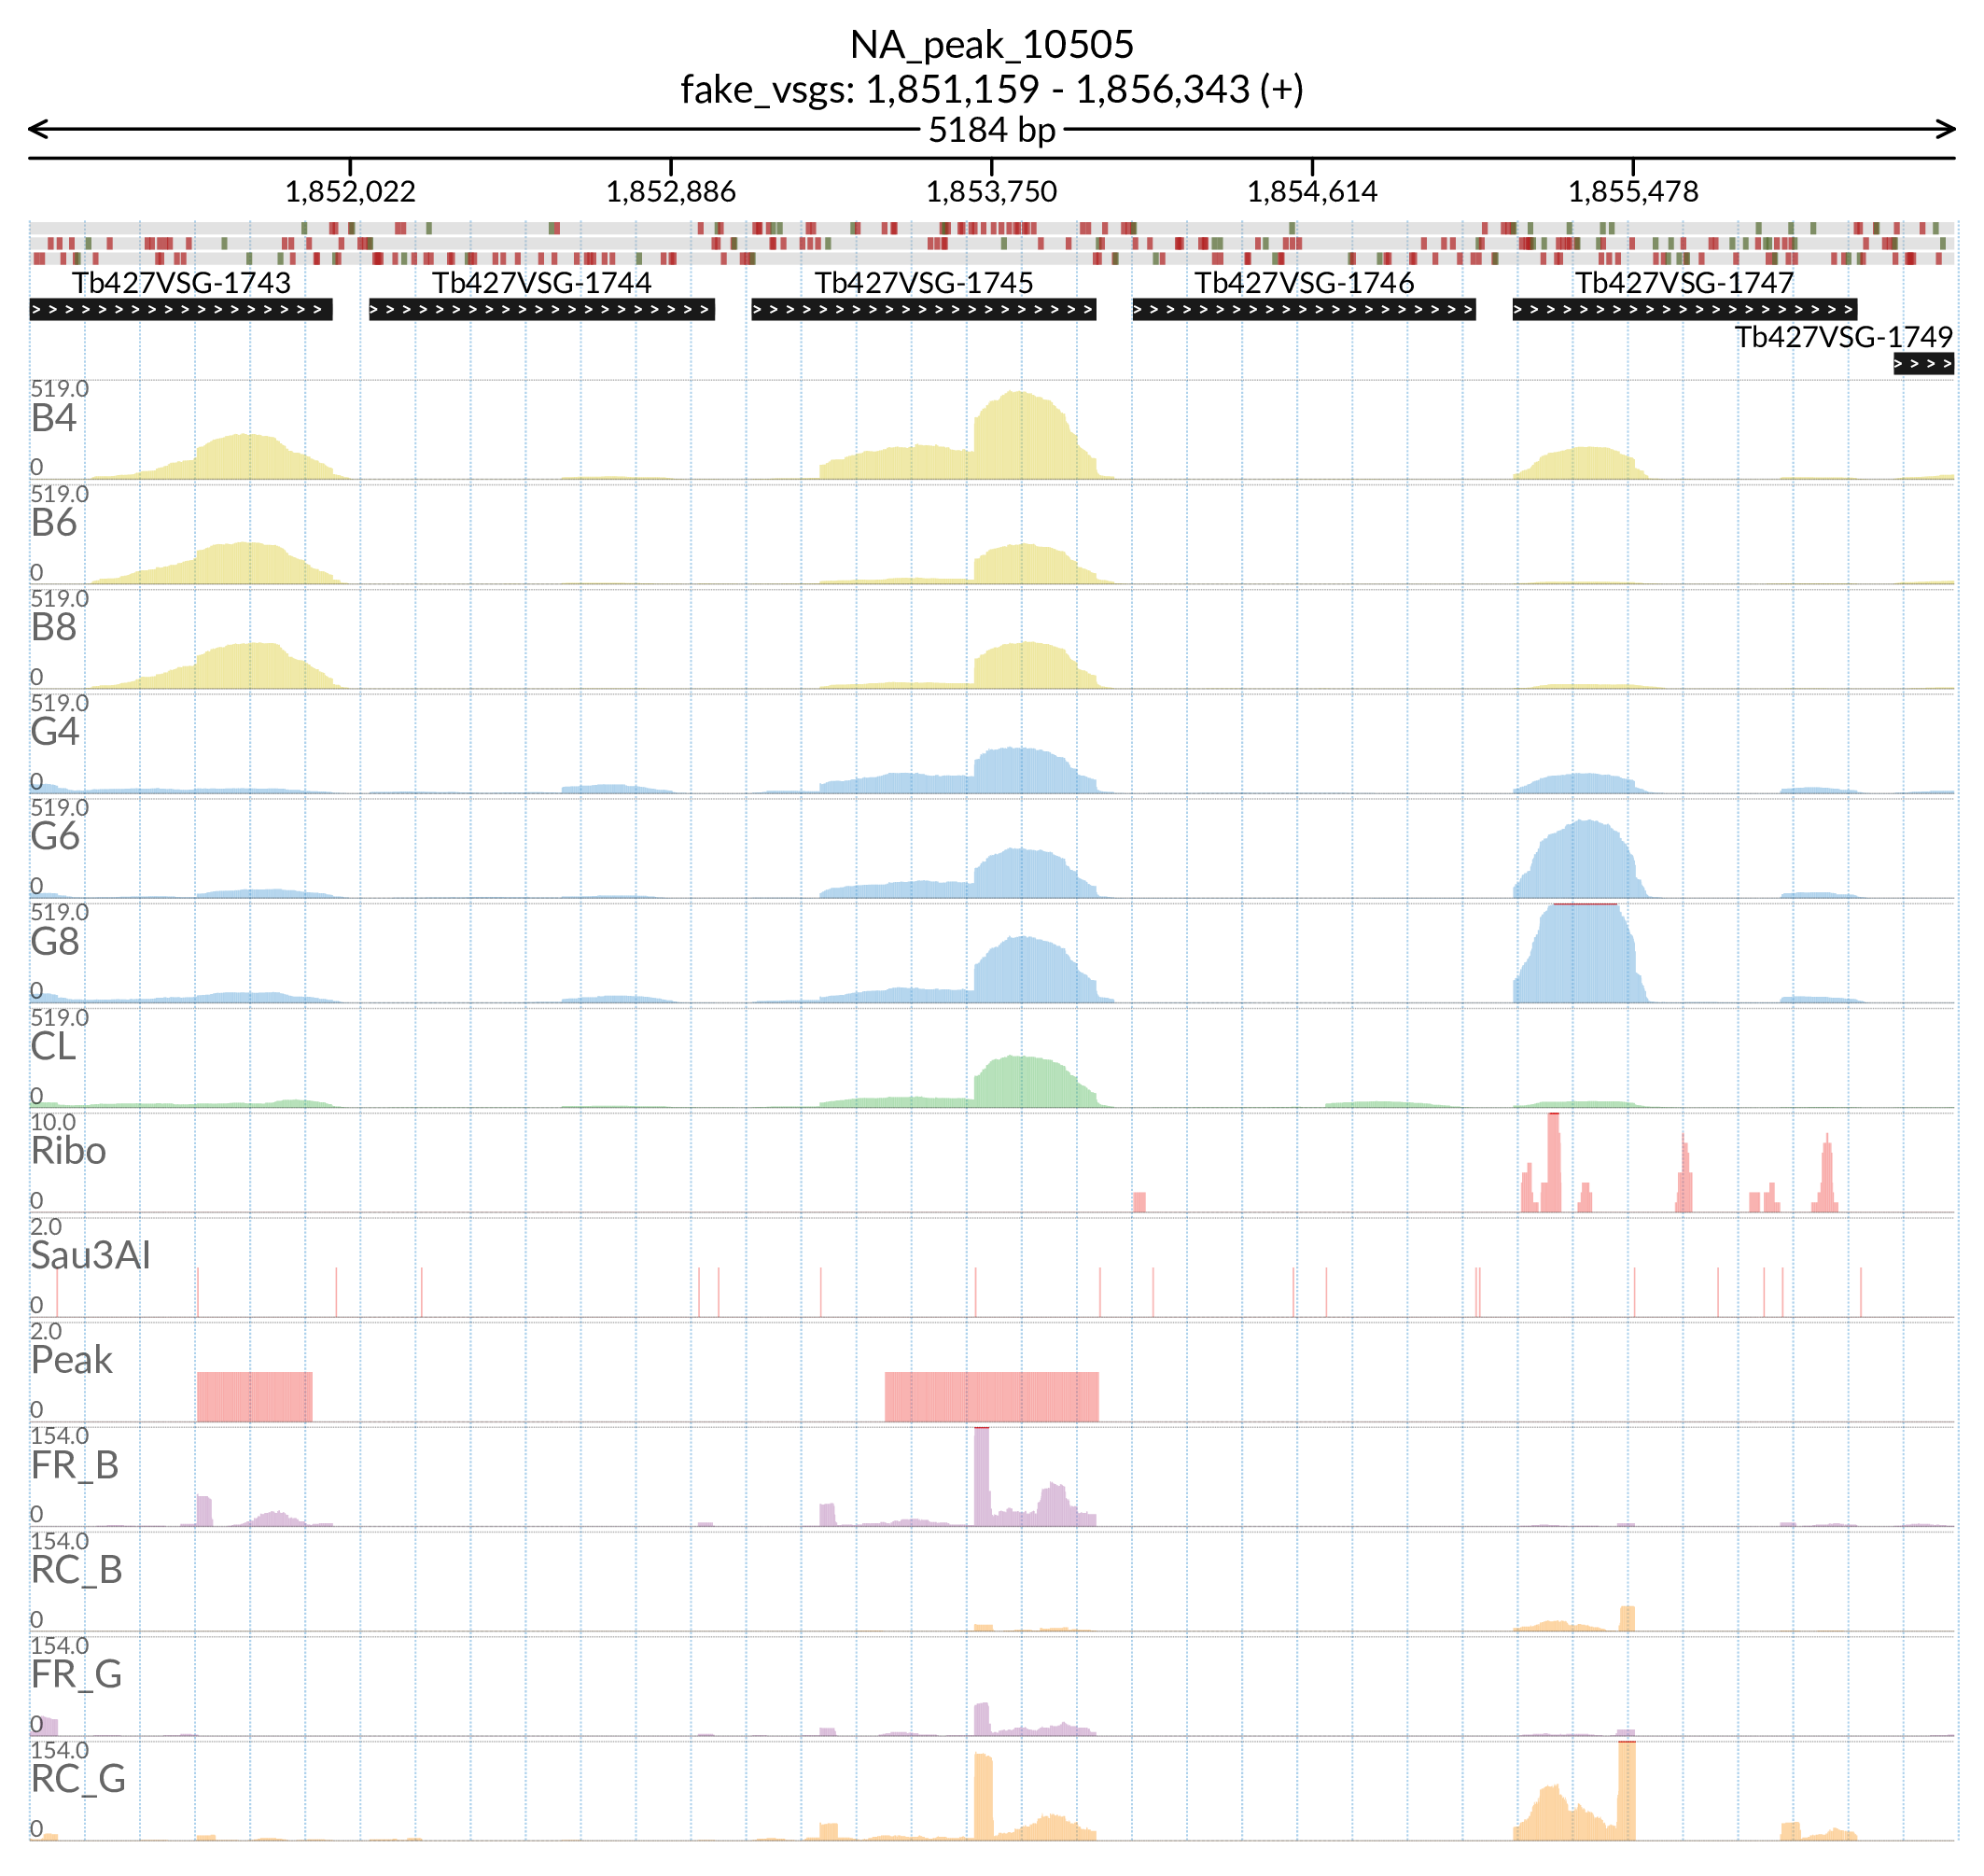 NA_peak_10505
fake_vsgs: 1,851,159 - 1,856,343 (+)
5184 bp
1,852,022 1,852,886 1,853,750 1,854,614 1,855,478
Tb427VSG-1743 Tb427VSG-1744 Tb427VSG-1745 Tb427VSG-1746 Tb427VSG-1747
Tb427VSG-1749
519.0
B4
0
519.0
B6
0
519.0
B8
0
519.0
G4
0
519.0
G6
0
519.0
G8
0
519.0
CL
0
10.0
Ribo
0
2.0
Sau3AI
0
2.0
Peak
0
154.0
FR_B
0
154.0
RC_B
0
154.0
FR_G
0
154.0
RC_G
0